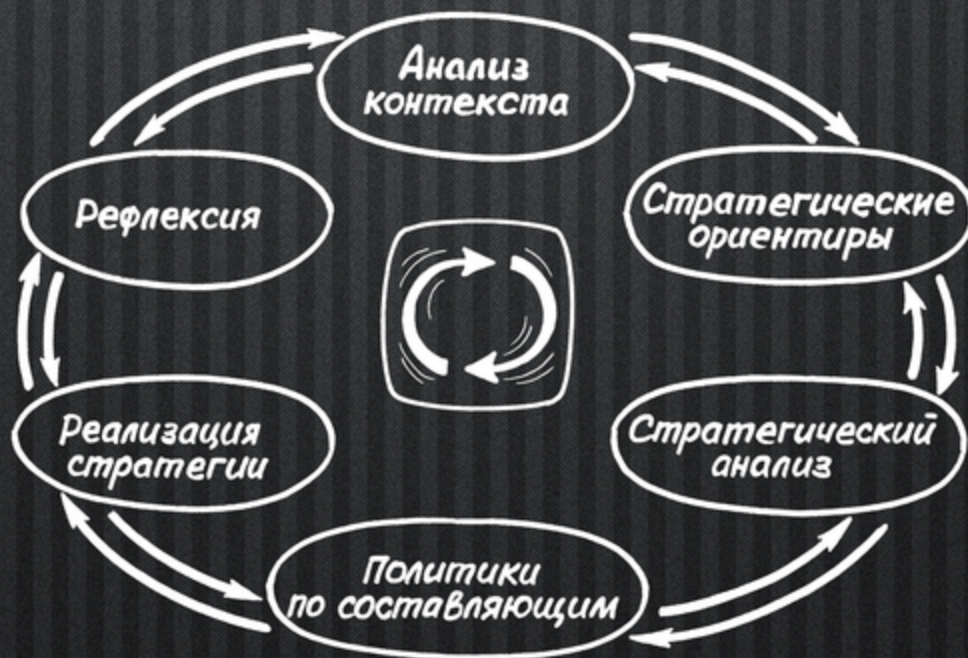 Анализ
контекста
Стратегические
ориентиры
Стратегический
анализ
Политики
по составляющим
Реализация
стратегии
Рефлексия